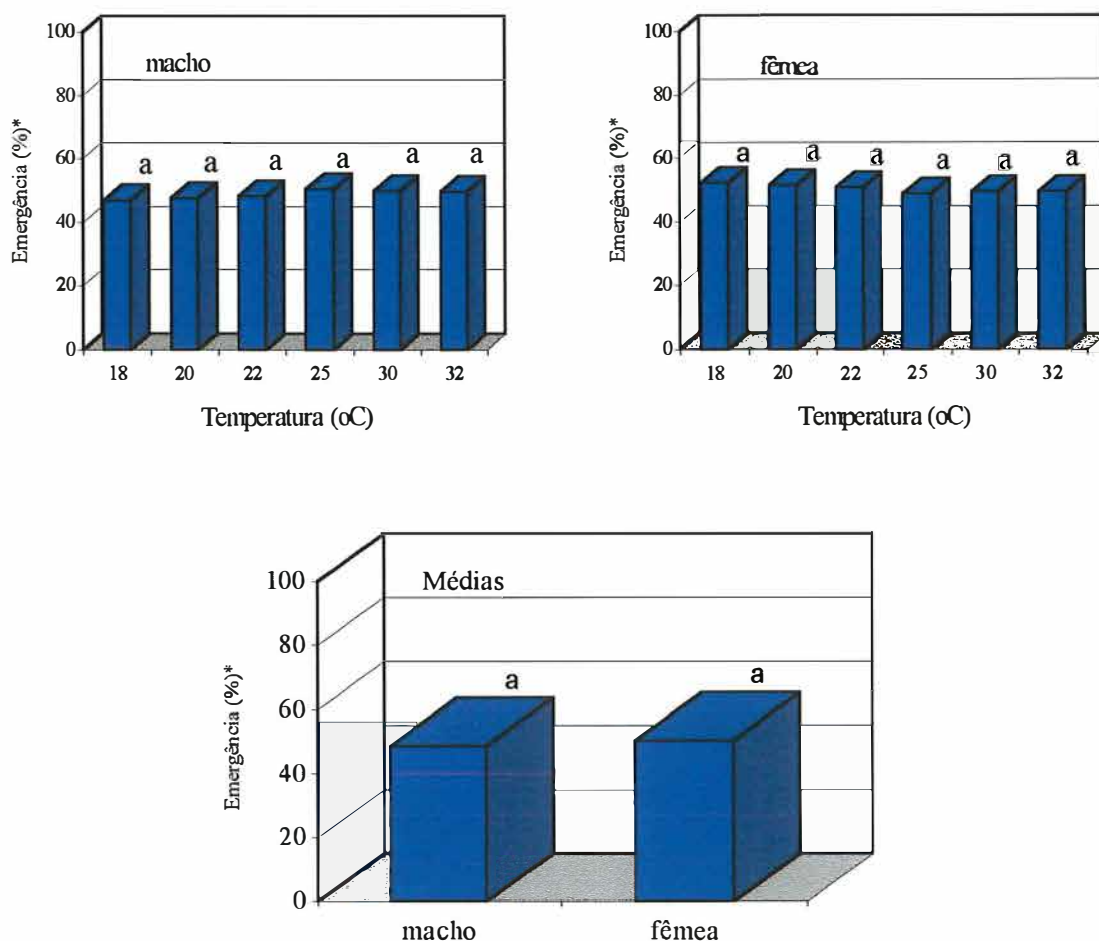 macho
Emergência (%)*
100
80
60
40
20
0
a a a a a a
18 20 22 25 30 32
Temperatura (oC)
fêmea
Emergência (%)*
100
80
60
40
20
0
a a a a a a
18 20 22 25 30 32
Temperatura (oC)
Médias
Emergência (%)*
100
80
60
40
20
0
a a
macho fêmea